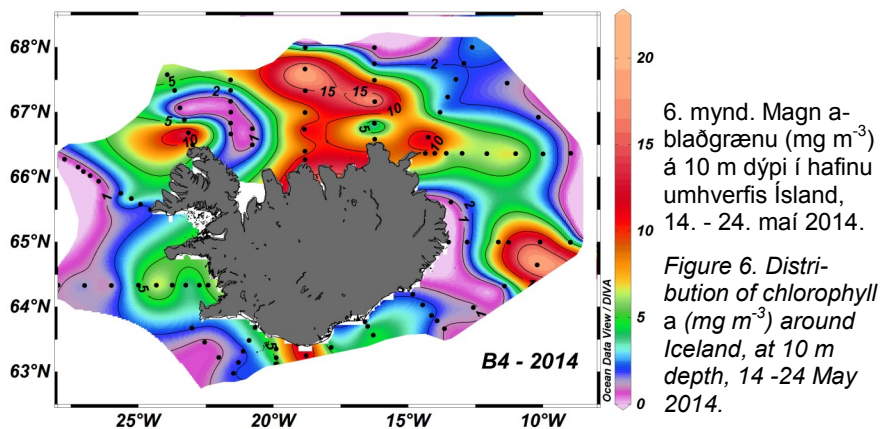 68°N
67°N
66°N
65°N
64°N
63°N
25°W
20°W
15°W
10°W
5
2
5
10
1
15
15
10
5
10
2
1
1
2
1
10
5
5
1
B4 - 2014
Ocean Data View / DIVA
20
15
10
5
0
6. mynd. Magn a-
blaðgrænu (mg m⁻³)
á 10 m dýpi í hafinu
umhverfis Ísland,
14. - 24. maí 2014.
Figure 6. Distri-
bution of chlorophyll
a (mg m⁻³) around
Iceland, at 10 m
depth, 14 -24 May
2014.